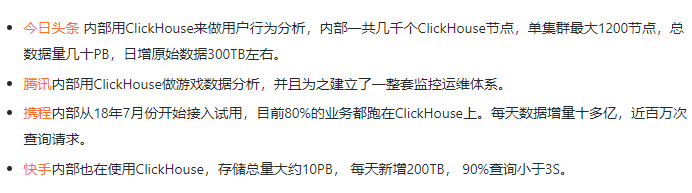 今日头条 内部用ClickHouse来做用户行为分析，内部一共几千个ClickHouse节点，单集群最大1200节点，总
数据量几十PB，日增原始数据300TB左右。
腾讯内部用ClickHouse做游戏数据分析，并且为之建立了一整套监控运维体系。
携程内部从18年7月份开始接入试用，目前80%的业务都跑在ClickHouse上。每天数据增量十多亿，近百万次
查询请求。
快手内部也在使用ClickHouse，存储总量大约10PB， 每天新增200TB， 90%查询小于3S。